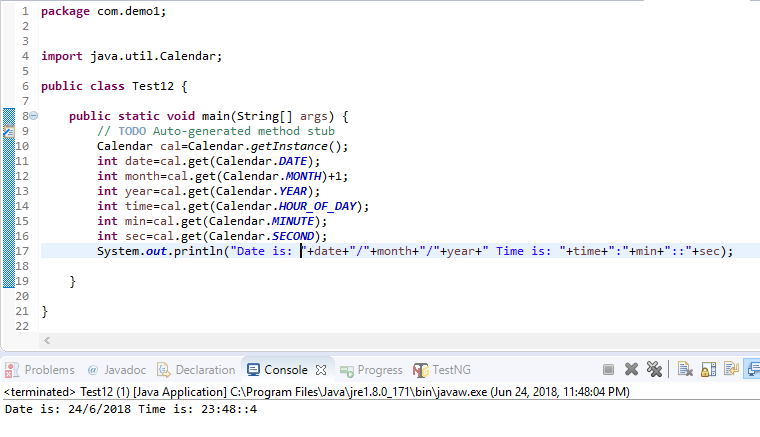 1 package com.demo1;
2
3
4 import java.util.Calendar;
5
6 public class Test12 {
7
8 public static void main(String[] args) {
9 // TODO Auto-generated method stub
10 Calendar cal=Calendar.getInstance();
11 int date=cal.get(Calendar.DATE);
12 int month=cal.get(Calendar.MONTH)+1;
13 int year=cal.get(Calendar.YEAR);
14 int time=cal.get(Calendar.HOUR_OF_DAY);
15 int min=cal.get(Calendar.MINUTE);
16 int sec=cal.get(Calendar.SECOND);
17 System.out.println("Date is: "+date+"/"+month+"/"+year+" Time is: "+time+":"+min+"::"+sec);
18
19 }
20
21 }
22
Problems @ Javadoc Declaration Console Progress TestNG
<terminated> Test12 (1) [Java Application] C:\Program Files\Java\jre1.8.0_171\bin\javaw.exe (Jun 24, 2018, 11:48:04 PM)
Date is: 24/6/2018 Time is: 23:48::4